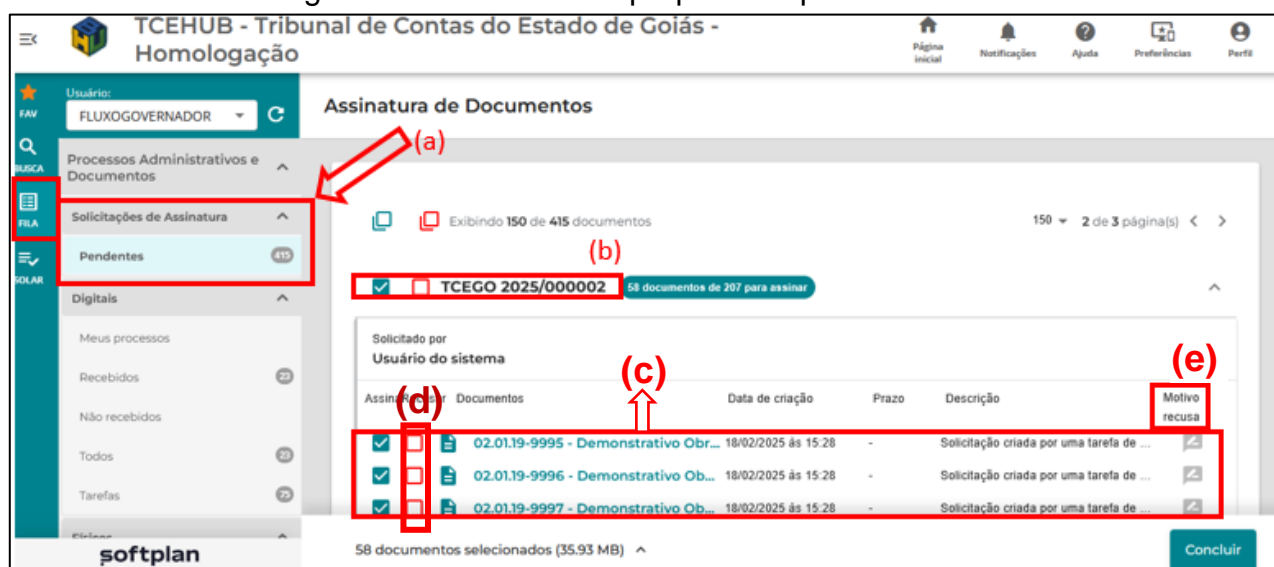 TCEHUB - Tribunal de Contas do Estado de Goiás -
Homologação
Página
inicial
Notificações
Ajuda
Preferências
Perfil
FAV
Usuário:
FLUXOGOVERNADOR
Assinatura de Documentos
(a)
BUSCA
Processos Administrativos e
Documentos
FILA
Solicitações de Assinatura
Exibindo 150 de 415 documentos
150
2 de 3 página(s)
(b)
Pendentes
415
SOLAR
TCEGO 2025/000002
58 documentos de 207 para assinar
Digitais
Meus processos
Solicitado por
Usuário do sistema
(c)
(e)
Recebidos
23
(d)
Documentos
Data de criação
Prazo
Descrição
Motivo
recusa
Não recebidos
02.01.19-9995 - Demonstrativo Obr...
18/02/2025 às 15:28
-
Solicitação criada por uma tarefa de ...
Todos
23
02.01.19-9996 - Demonstrativo Ob...
18/02/2025 às 15:28
-
Solicitação criada por uma tarefa de ...
Tarefas
75
02.01.19-9997 - Demonstrativo Ob...
18/02/2025 às 15:28
-
Solicitação criada por uma tarefa de ...
softplan
58 documentos selecionados (35.93 MB)
Concluir